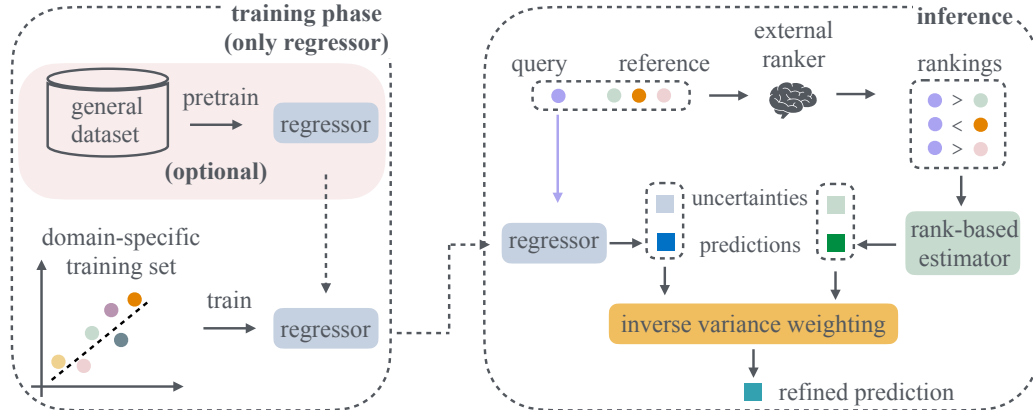 training phase
(only regressor)
general
dataset
pretrain
regressor
(optional)
domain-specific
training set
train
regressor
inference
query
reference
external
ranker
rankings
>
<
>
regressor
uncertainties
predictions
rank-based
estimator
inverse variance weighting
refined prediction